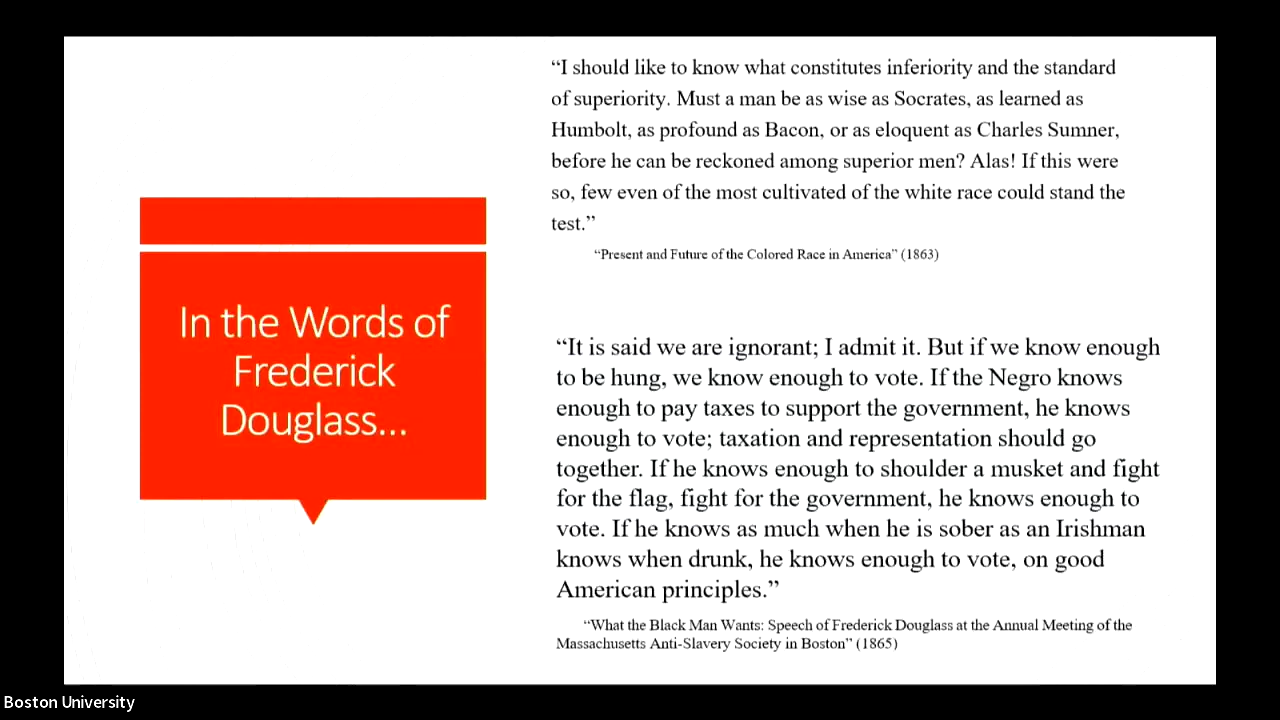 In the Words of
Frederick
Douglass...
“I should like to know what constitutes inferiority and the standard
of superiority. Must a man be as wise as Socrates, as learned as
Humbolt, as profound as Bacon, or as eloquent as Charles Sumner,
before he can be reckoned among superior men? Alas! If this were
so, few even of the most cultivated of the white race could stand the
test.”
“Present and Future of the Colored Race in America” (1863)
“It is said we are ignorant; I admit it. But if we know enough
to be hung, we know enough to vote. If the Negro knows
enough to pay taxes to support the government, he knows
enough to vote; taxation and representation should go
together. If he knows enough to shoulder a musket and fight
for the flag, fight for the government, he knows enough to
vote. If he knows as much when he is sober as an Irishman
knows when drunk, he knows enough to vote, on good
American principles.”
“What the Black Man Wants: Speech of Frederick Douglass at the Annual Meeting of the
Massachusetts Anti-Slavery Society in Boston” (1865)
Boston University